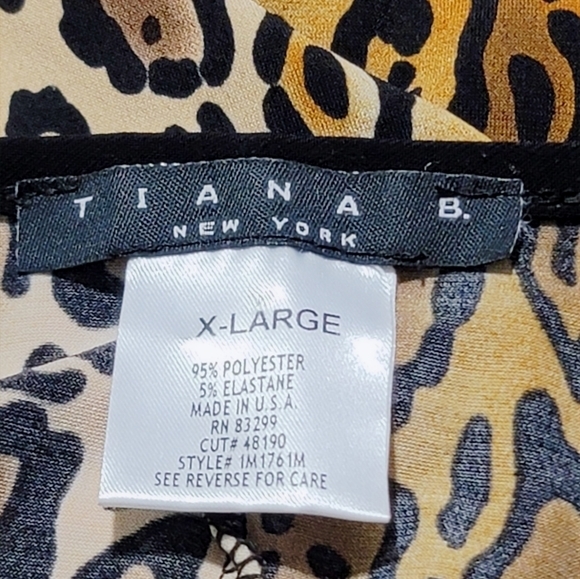 TIANA B.
NEW YORK
X-LARGE
95% POLYESTER
5% ELASTANE
MADE IN U.S.A.
RN 83299
CUT# 48190
STYLE# 1M1761M
SEE REVERSE FOR CARE